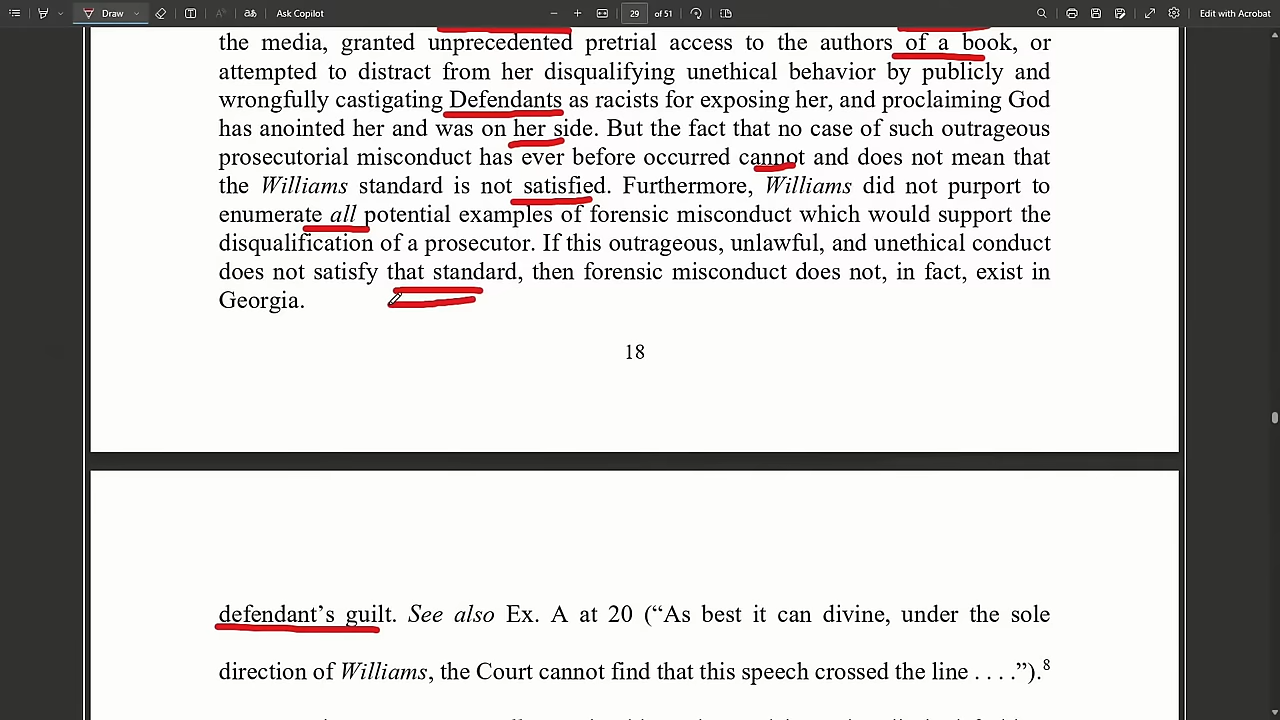 Draw
Ask Copilot
29 of 51
Edit with Acrobat
the media, granted unprecedented pretrial access to the authors of a book, or
attempted to distract from her disqualifying unethical behavior by publicly and
wrongfully castigating Defendants as racists for exposing her, and proclaiming God
has anointed her and was on her side. But the fact that no case of such outrageous
prosecutorial misconduct has ever before occurred cannot and does not mean that
the Williams standard is not satisfied. Furthermore, Williams did not purport to
enumerate all potential examples of forensic misconduct which would support the
disqualification of a prosecutor. If this outrageous, unlawful, and unethical conduct
does not satisfy that standard, then forensic misconduct does not, in fact, exist in
Georgia.
18
defendant’s guilt. See also Ex. A at 20 (“As best it can divine, under the sole
direction of Williams, the Court cannot find that this speech crossed the line . . . .”).8